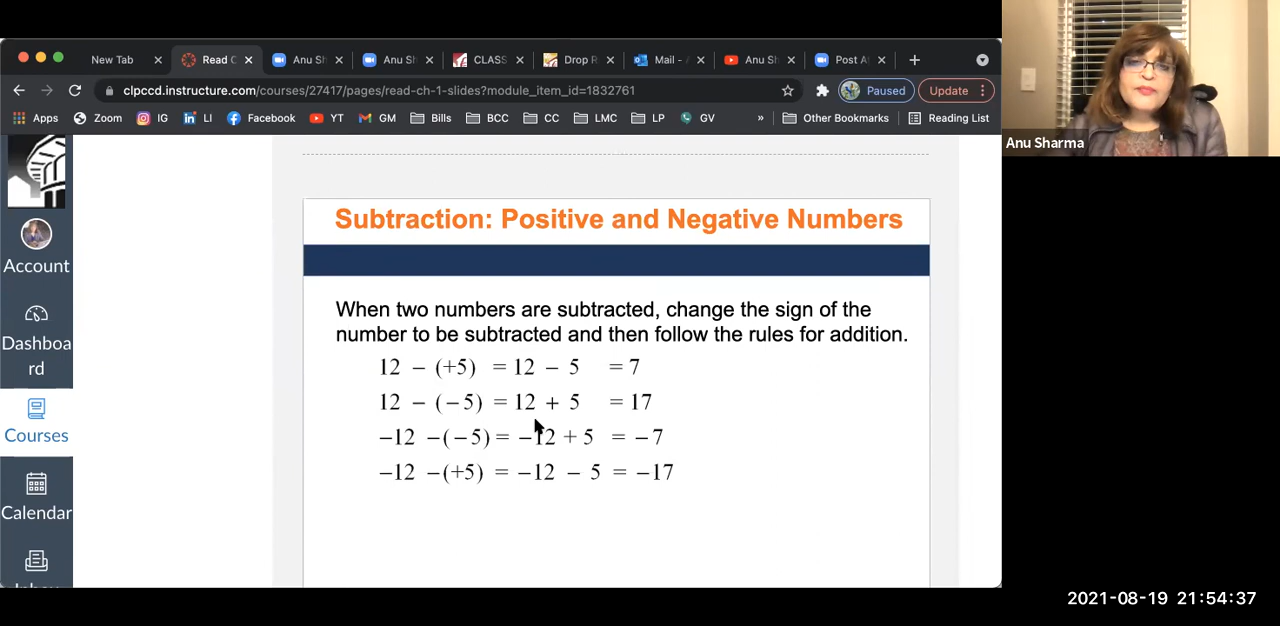 New Tab
Read C
Anu Sh
Anu Sh
CLASS
Drop R
Mail -
Anu Sh
Post A
clpccd.instructure.com/courses/27417/pages/read-ch-1-slides?module_item_id=1832761
Paused
Update
Apps
Zoom
IG
LI
Facebook
YT
GM
Bills
BCC
CC
LMC
LP
GV
»
Other Bookmarks
Reading List
Anu Sharma
Account
Dashboa
rd
Courses
Calendar
Subtraction: Positive and Negative Numbers
When two numbers are subtracted, change the sign of the
number to be subtracted and then follow the rules for addition.
12 − (+5) = 12 − 5 = 7
12 − (−5) = 12 + 5 = 17
−12 −(−5) = −12 + 5 = −7
−12 −(+5) = −12 − 5 = −17
2021-08-19 21:54:37